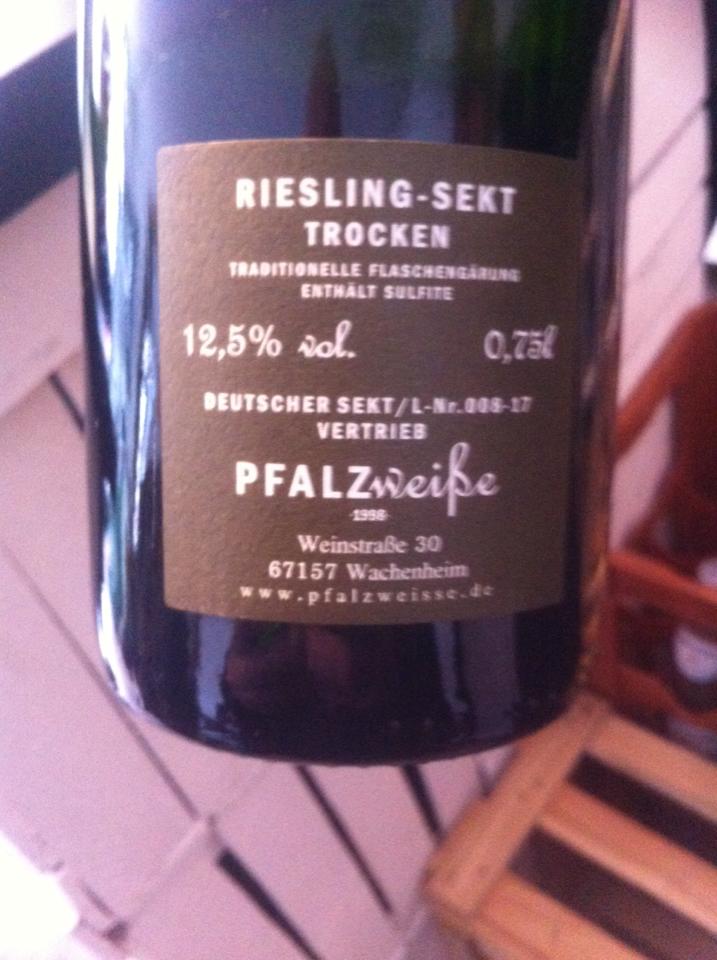 RIESLING-SEKT
TROCKEN
TRADITIONELLE FLASCHENGÄRUNG
ENTHÄLT SULFITE
12,5% vol. 0,75l
DEUTSCHER SEKT/L-Nr.008-17
VERTRIEB
PFALZweiße
-1998-
Weinstraße 30
67157 Wachenheim
www.pfalzweisse.de